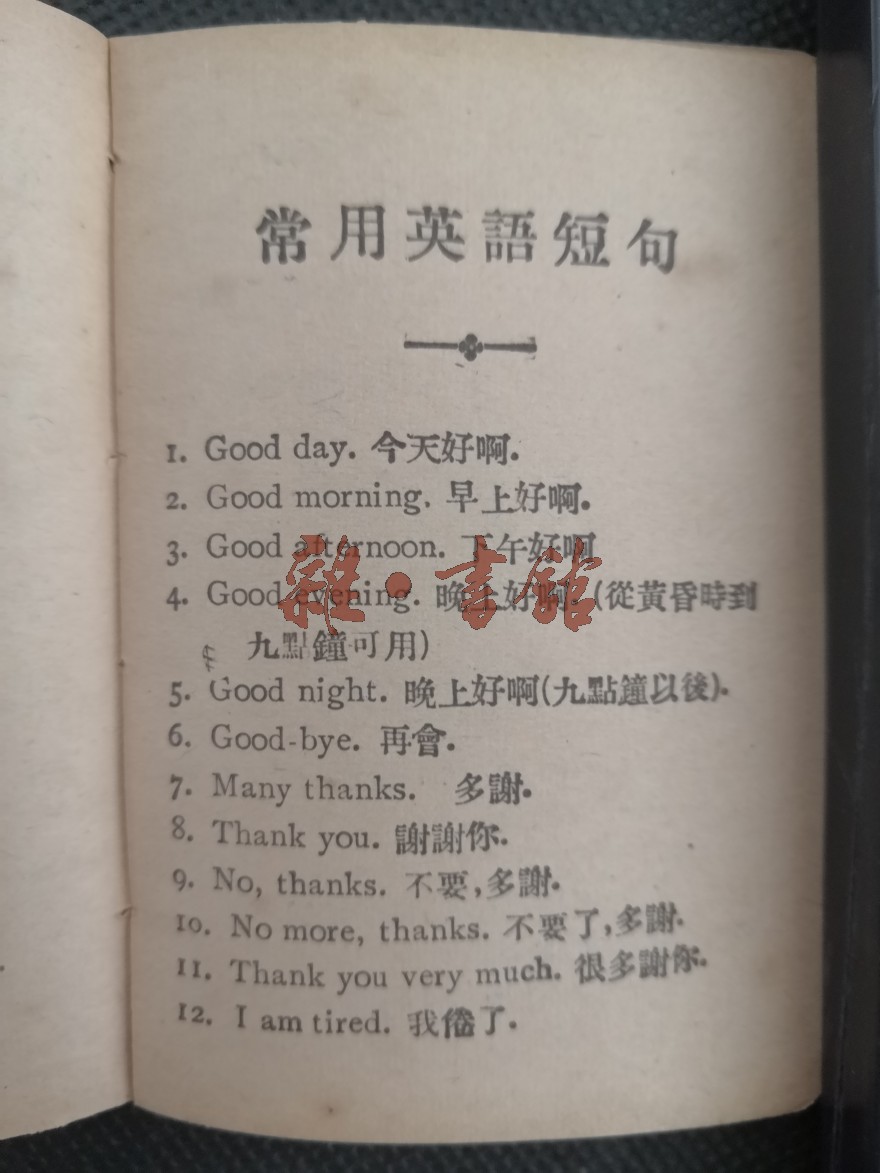 常用英語短句
1. Good day. 今天好啊.
2. Good morning. 早上好啊.
3. Good afternoon. 下午好啊
4. Good evening. 晚上好啊. (從黃昏時到
九點鐘可用)
5. Good night. 晚上好啊(九點鐘以後).
6. Good-bye. 再會.
7. Many thanks. 多謝.
8. Thank you. 謝謝你.
9. No, thanks. 不要,多謝.
10. No more, thanks. 不要了,多謝.
11. Thank you very much. 很多謝你.
12. I am tired. 我倦了.
雜·書館